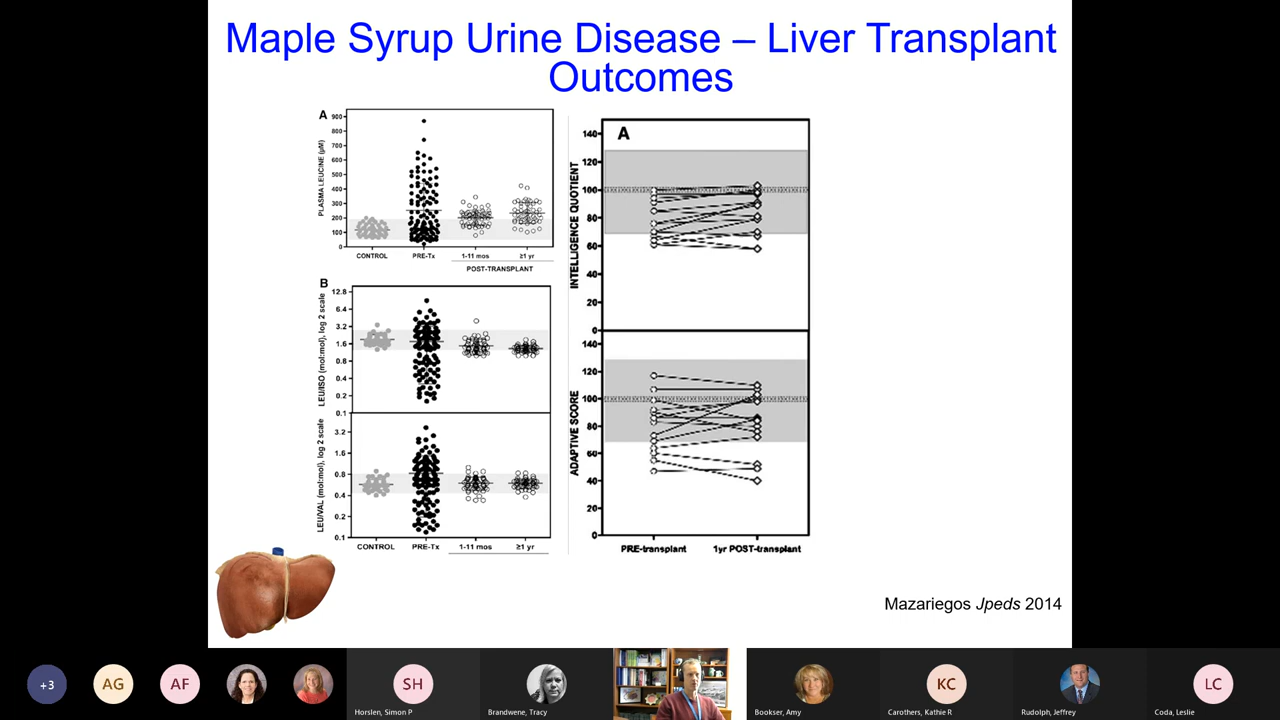 Maple Syrup Urine Disease – Liver Transplant
Outcomes
A
PLASMA LEUCINE (µM)
900
800
700
600
500
400
300
200
100
0
CONTROL
PRE-Tx
1-11 mos
≥1 yr
POST-TRANSPLANT
B
LEU/ISO (mol:mol), log 2 scale
12.8
6.4
3.2
1.6
0.8
0.4
0.2
0.1
LEU/VAL (mol:mol), log 2 scale
3.2
1.6
0.8
0.4
0.2
0.1
CONTROL
PRE-Tx
1-11 mos
≥1 yr
A
INTELLIGENCE QUOTIENT
140
120
100
80
60
40
20
0
ADAPTIVE SCORE
140
120
100
80
60
40
20
0
PRE-transplant
1yr POST-transplant
Mazariegos Jpeds 2014
+3
AG
AF
SH
Horslen, Simon P
Brandwene, Tracy
Bookser, Amy
KC
Carothers, Kathie R
Rudolph, Jeffrey
LC
Coda, Leslie